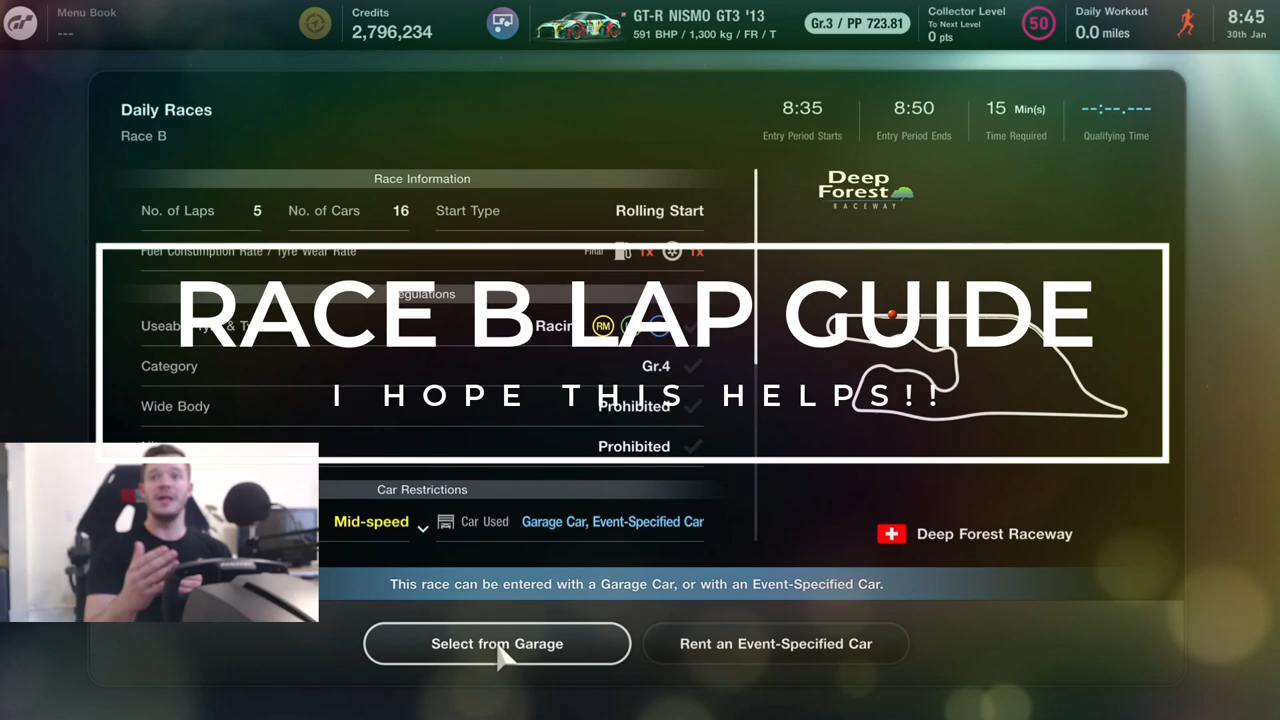 GT
Menu Book
---
Credits
2,796,234
GT-R NISMO GT3 '13
591 BHP / 1,300 kg / FR / T
Gr.3 / PP 723.81
Collector Level
To Next Level
0 pts
50
Daily Workout
0.0 miles
8:45
30th Jan
Daily Races
Race B
8:35
Entry Period Starts
8:50
Entry Period Ends
15 Min(s)
Time Required
--:--.---
Qualifying Time
Race Information
No. of Laps 5 No. of Cars 16 Start Type Rolling Start
Fuel Consumption Rate / Tyre Wear Rate Final 1x 1x
Deep
Forest
RACEWAY
RACE B LAP GUIDE
I HOPE THIS HELPS!!
RM
Category Gr.4
Wide Body Prohibited
Prohibited
Car Restrictions
Mid-speed Car Used Garage Car, Event-Specified Car
Deep Forest Raceway
This race can be entered with a Garage Car, or with an Event-Specified Car.
Select from Garage
Rent an Event-Specified Car